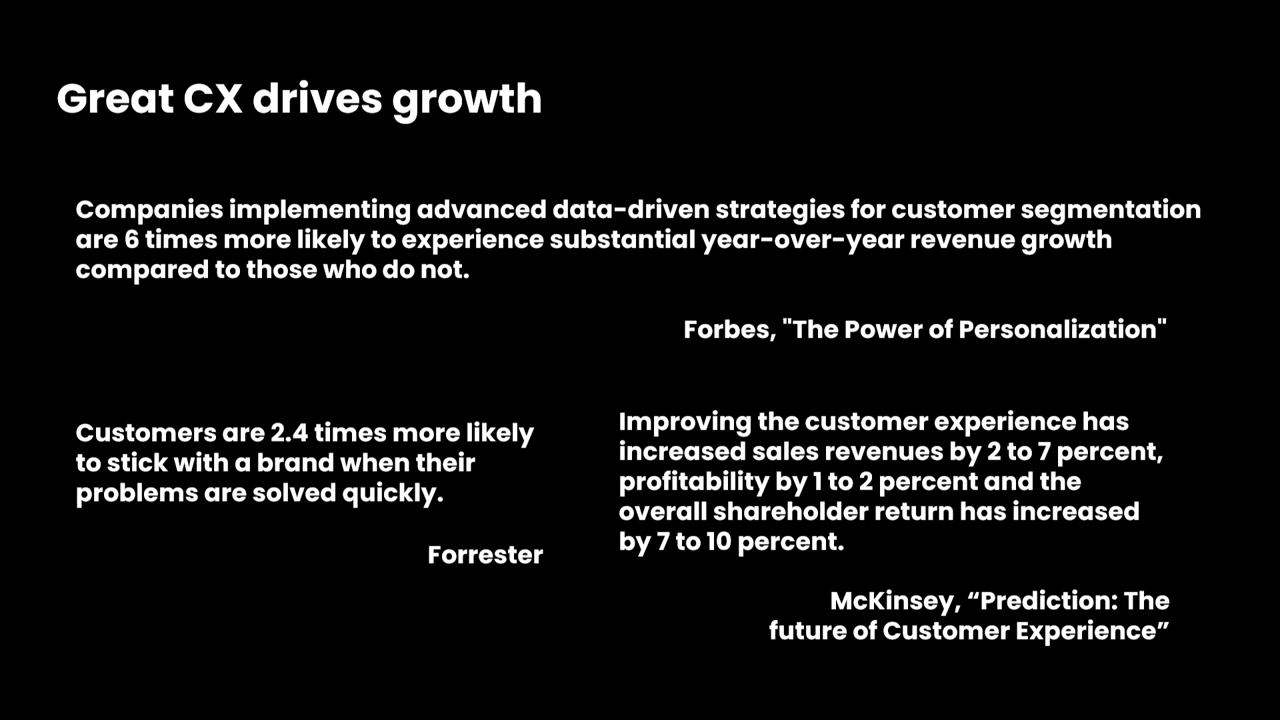 Great CX drives growth
Companies implementing advanced data-driven strategies for customer segmentation
are 6 times more likely to experience substantial year-over-year revenue growth
compared to those who do not.
Forbes, "The Power of Personalization"
Customers are 2.4 times more likely
to stick with a brand when their
problems are solved quickly.
Forrester
Improving the customer experience has
increased sales revenues by 2 to 7 percent,
profitability by 1 to 2 percent and the
overall shareholder return has increased
by 7 to 10 percent.
McKinsey, “Prediction: The
future of Customer Experience”